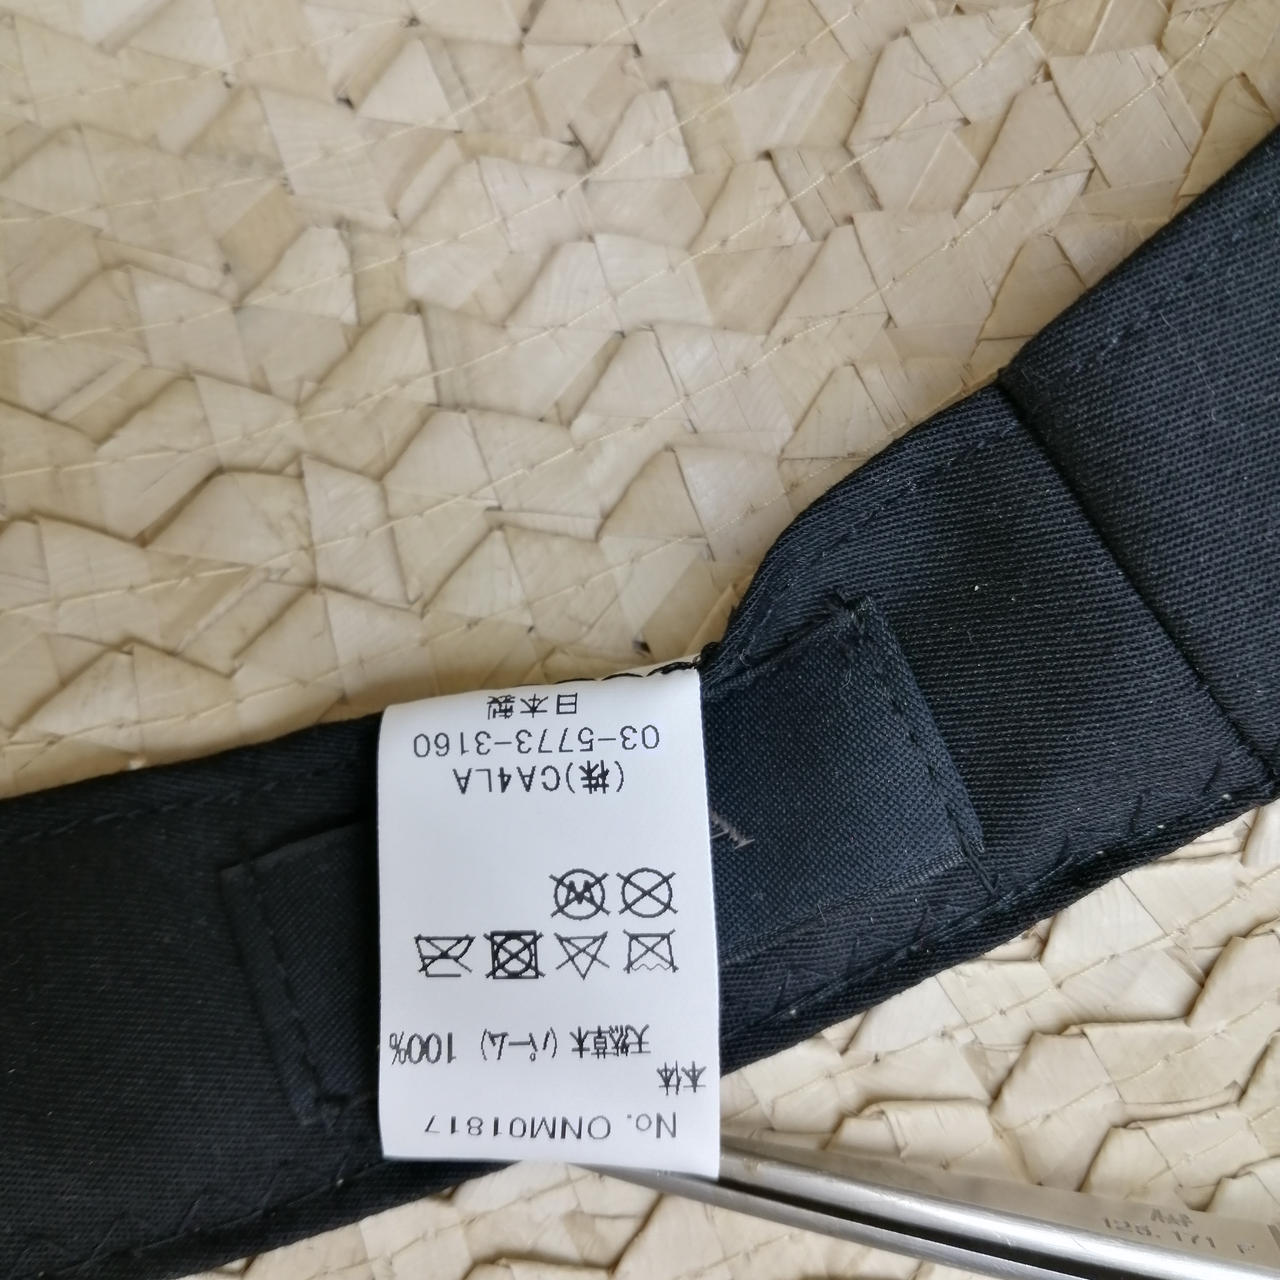 No. ONM01817
本体
天然草木（パーム） 100%
(株)CA4LA
03-5773-3160
日本製